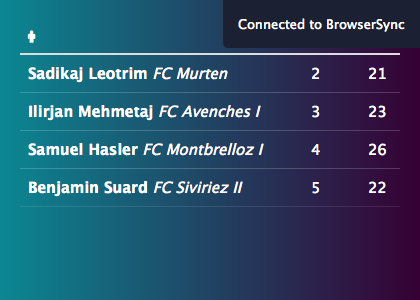 Connected to BrowserSync
Sadikaj Leotrim FC Murten 2 21
Ilirjan Mehmetaj FC Avenches I 3 23
Samuel Hasler FC Montbrelloz I 4 26
Benjamin Suard FC Siviriez II 5 22